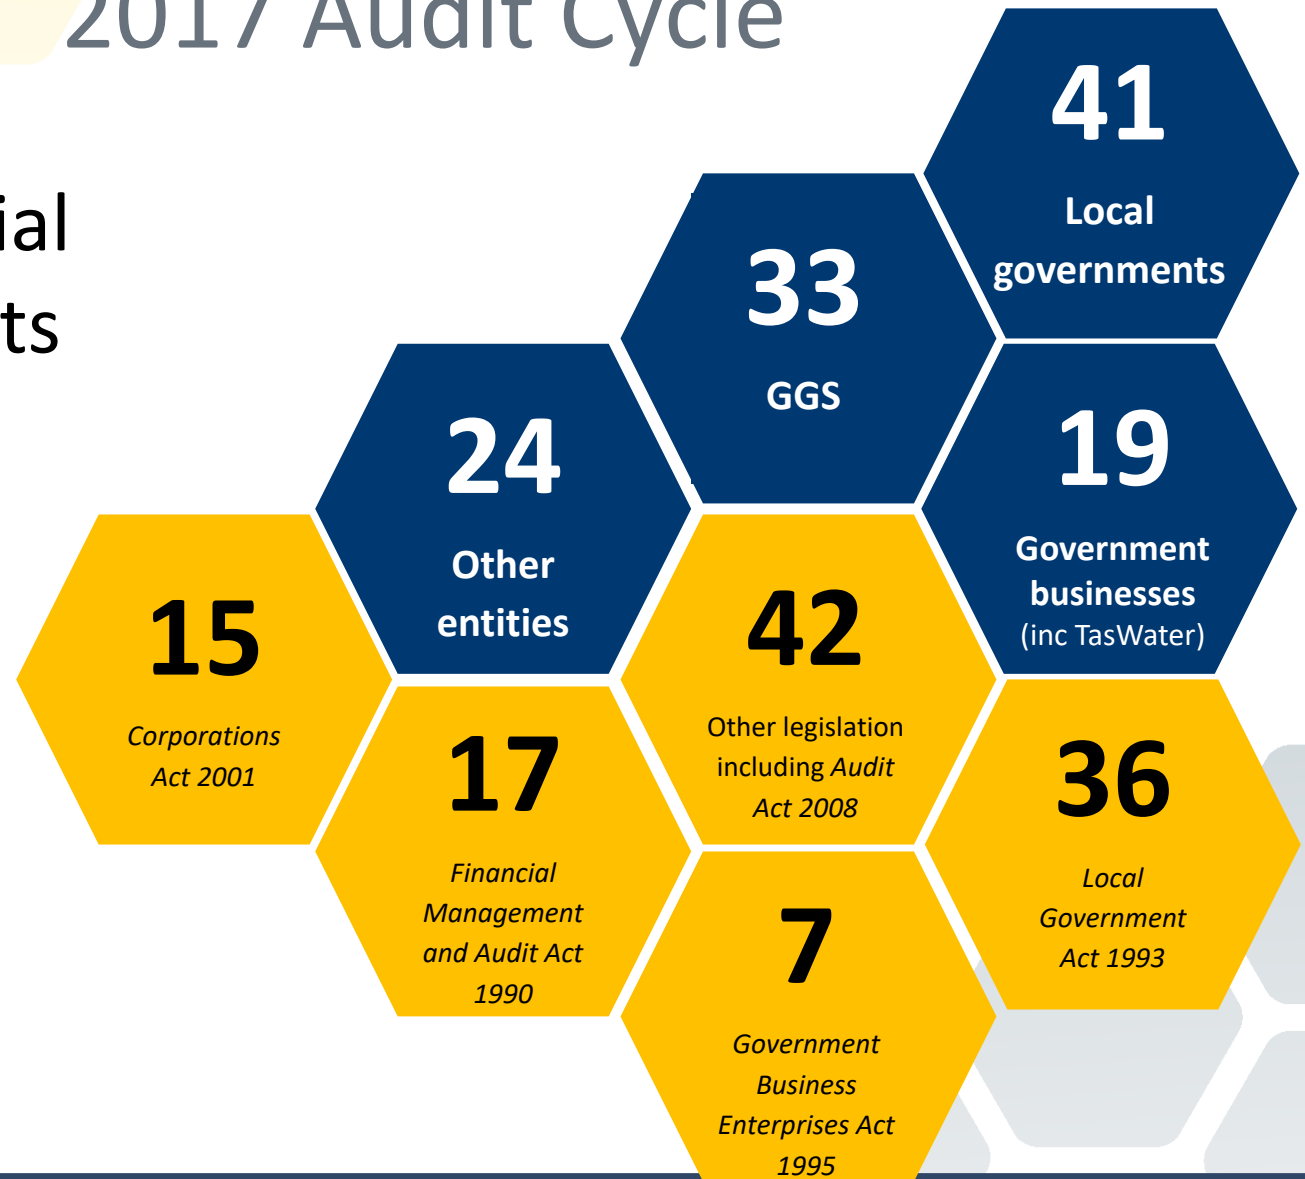 2017 Audit Cycle
ial
ts
41
Local
governments
33
GGS
24
Other
entities
19
Government
businesses
(inc TasWater)
15
Corporations
Act 2001
17
Financial
Management
and Audit Act
1990
42
Other legislation
including Audit
Act 2008
36
Local
Government
Act 1993
7
Government
Business
Enterprises Act
1995